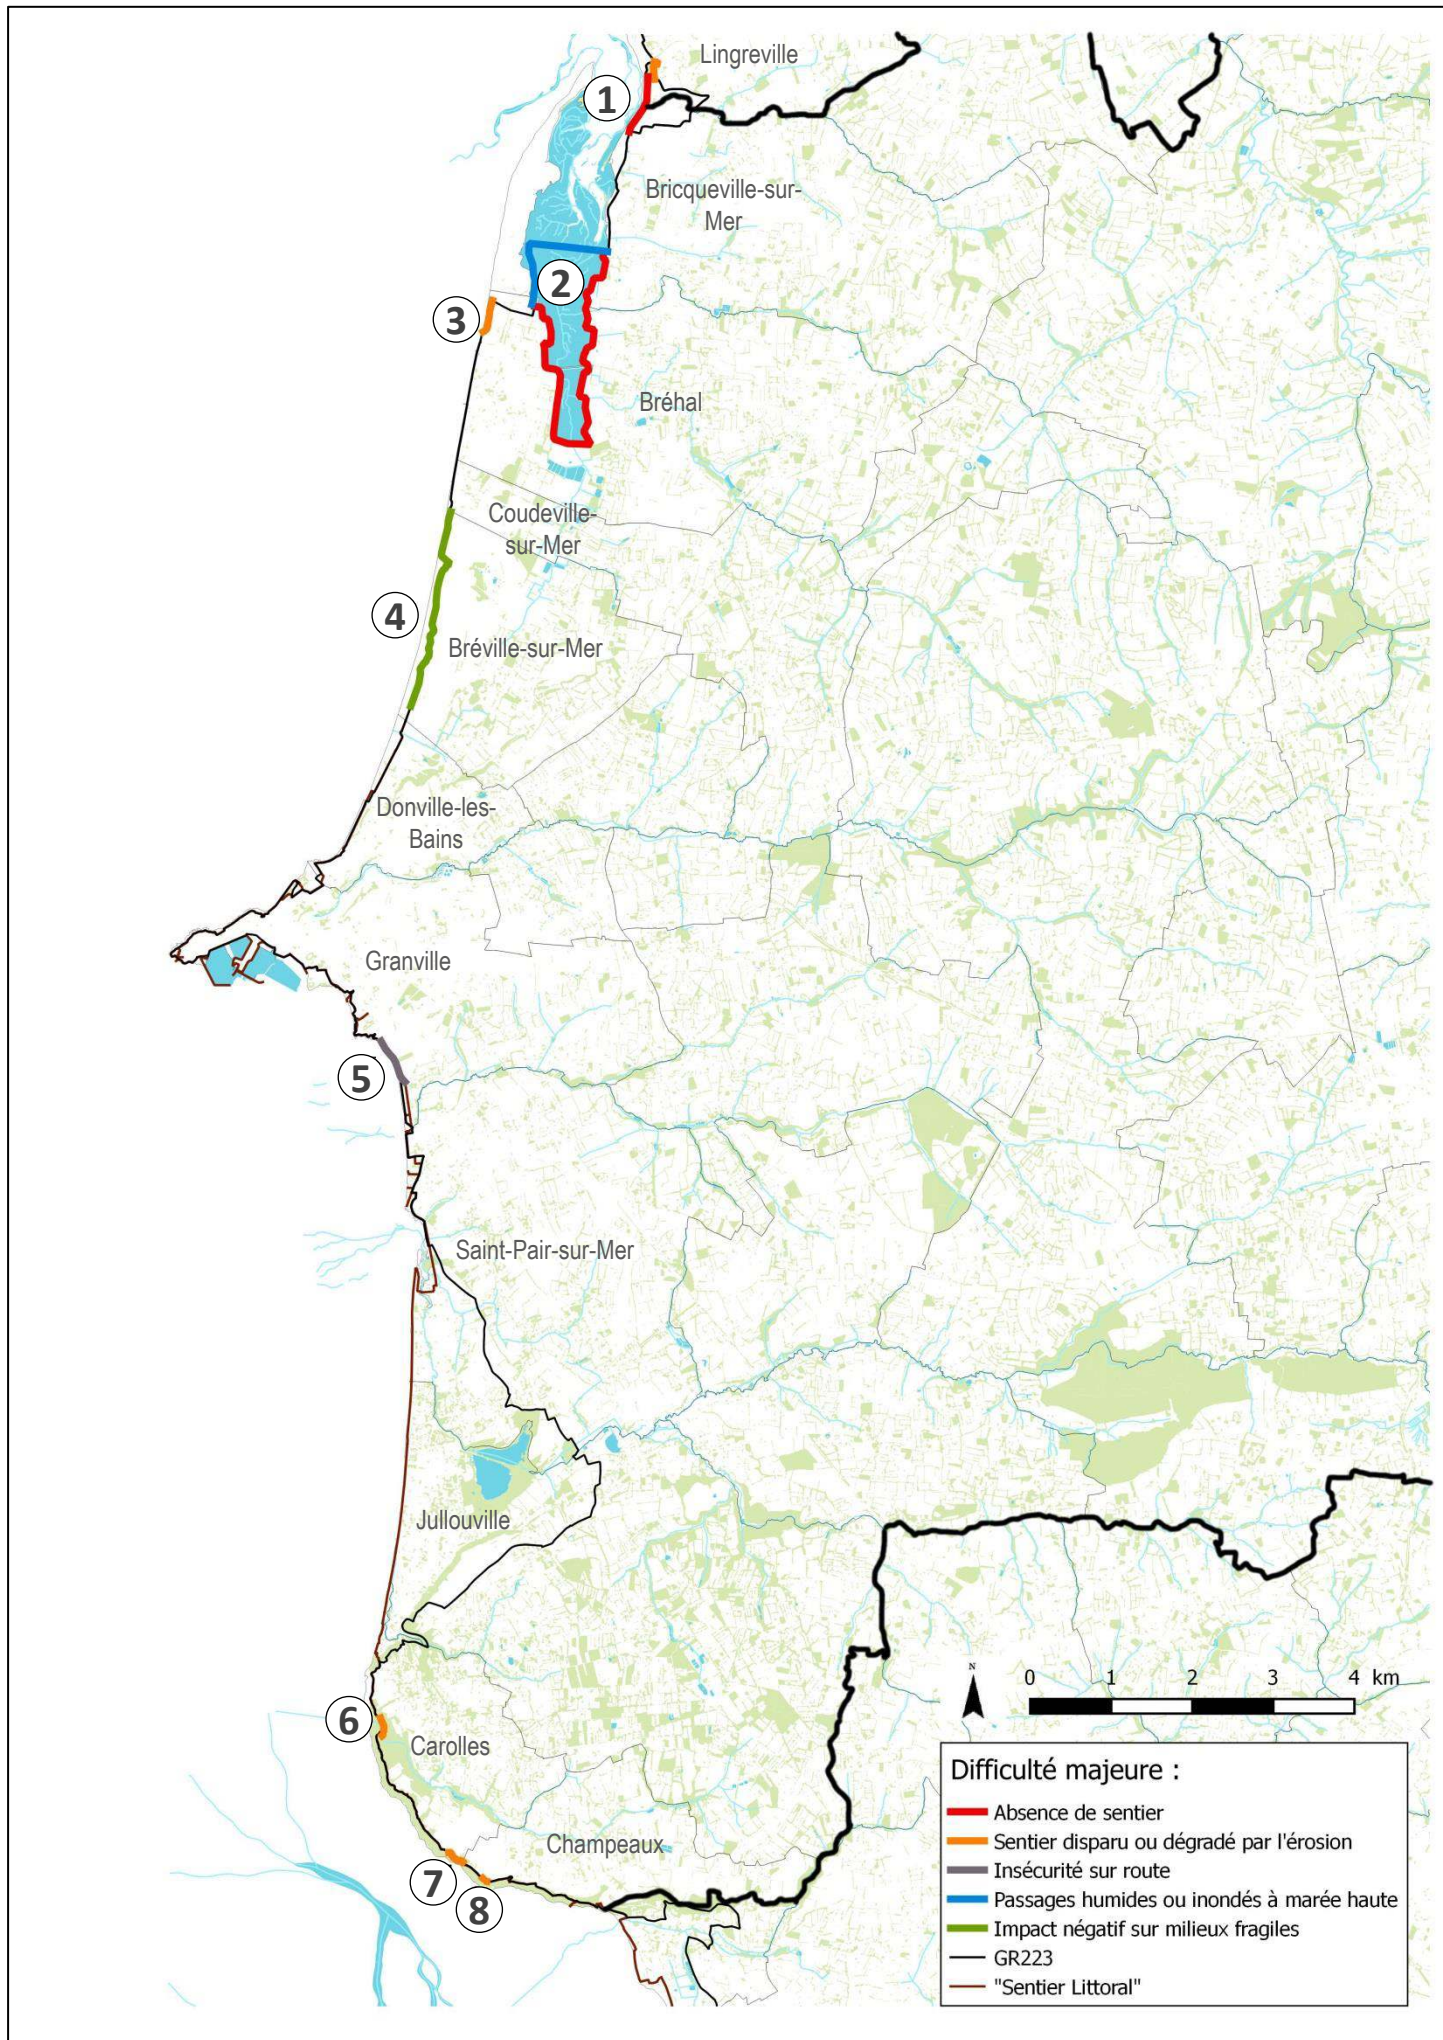 Lingreville
1
Bricqueville-sur-
Mer
2
3
Bréhal
Coudeville-
sur-Mer
4
Bréville-sur-Mer
Donville-les-
Bains
Granville
5
Saint-Pair-sur-Mer
Jullouville
6
Carolles
Champeaux
7
8
N
0 1 2 3 4 km
Difficulté majeure :
Absence de sentier
Sentier disparu ou dégradé par l'érosion
Insécurité sur route
Passages humides ou inondés à marée haute
Impact négatif sur milieux fragiles
GR223
"Sentier Littoral"